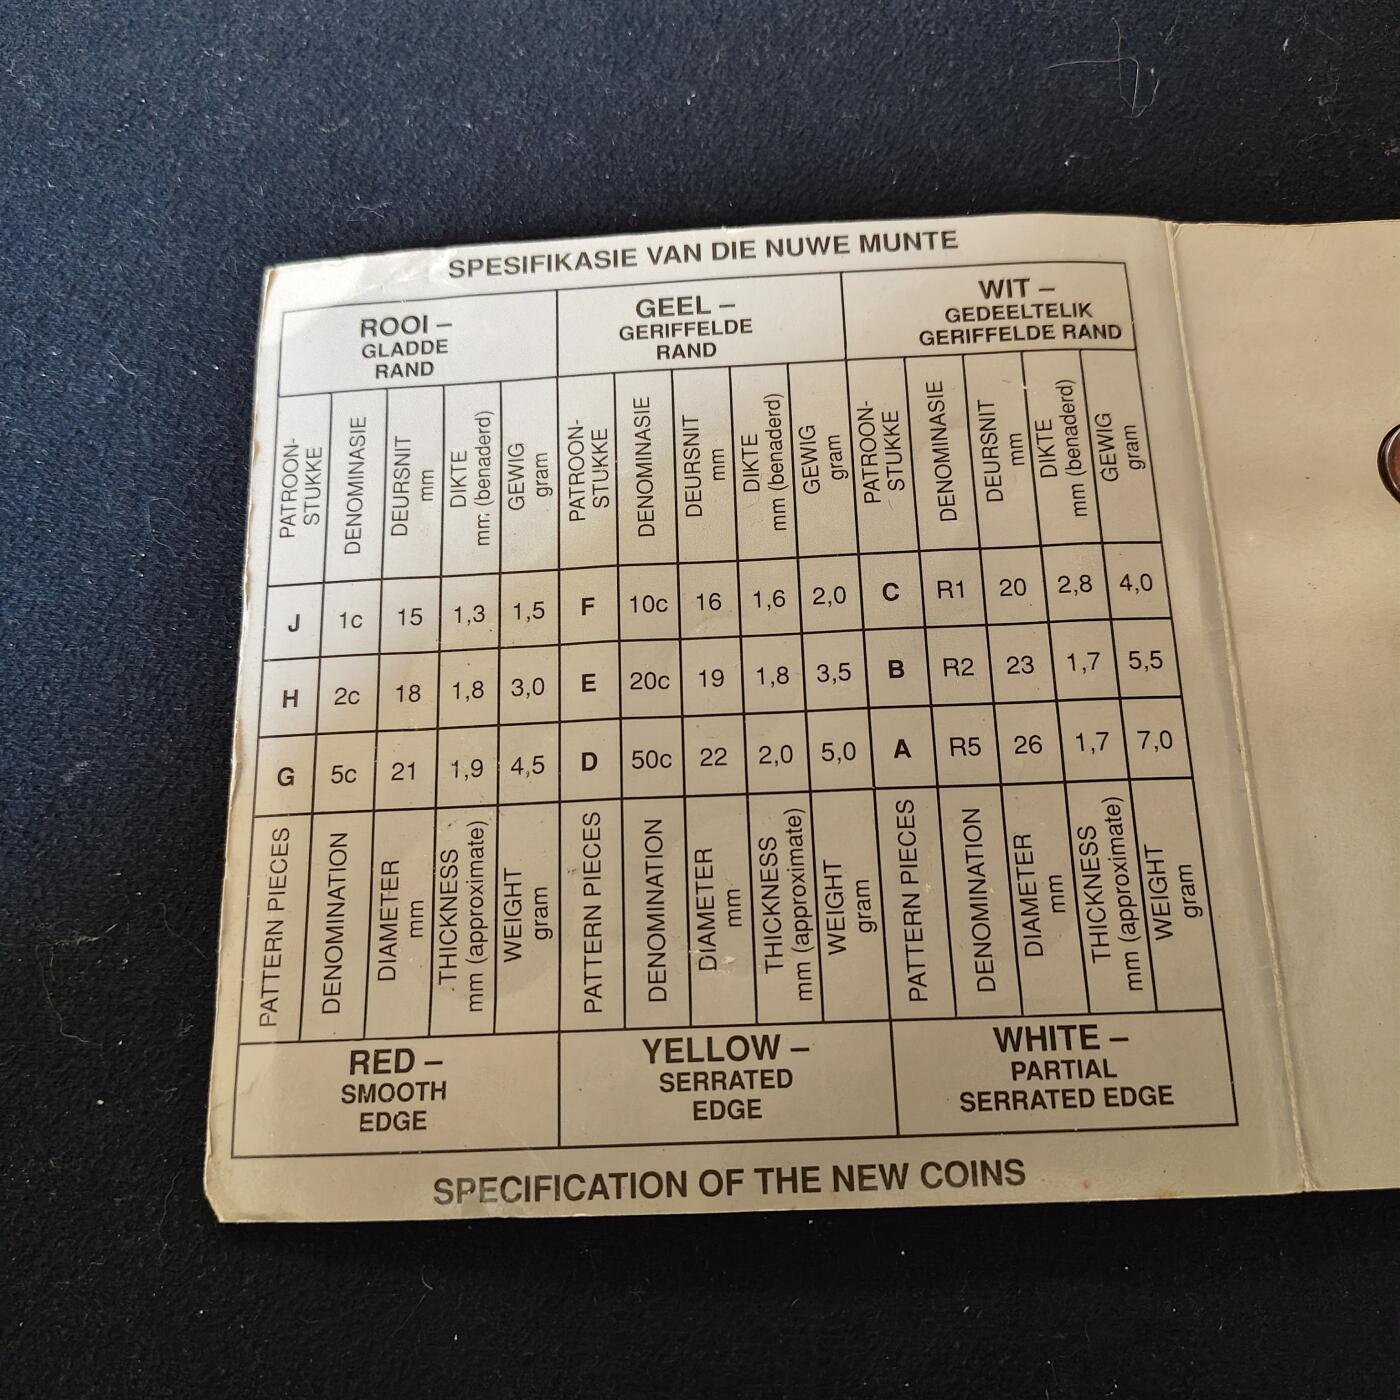 SPESIFIKASIE VAN DIE NUWE MUNTE
ROOI –
GLADDE
RAND
GEEL –
GERIFFELDE
RAND
WIT –
GEDEELTELIK
GERIFFELDE RAND
PATROON-
STUKKE
DENOMINASIE
DEURSNIT
mm
DIKTE
mm (benaderd)
GEWIG
gram
PATROON-
STUKKE
DENOMINASIE
DEURSNIT
mm
DIKTE
mm (benaderd)
GEWIG
gram
PATROON-
STUKKE
DENOMINASIE
DEURSNIT
mm
DIKTE
mm (benaderd)
GEWIG
gram
J 1c 15 1,3 1,5 F 10c 16 1,6 2,0 C R1 20 2,8 4,0
H 2c 18 1,8 3,0 E 20c 19 1,8 3,5 B R2 23 1,7 5,5
G 5c 21 1,9 4,5 D 50c 22 2,0 5,0 A R5 26 1,7 7,0
PATTERN PIECES
DENOMINATION
DIAMETER
mm
THICKNESS
mm (approximate)
WEIGHT
gram
PATTERN PIECES
DENOMINATION
DIAMETER
mm
THICKNESS
mm (approximate)
WEIGHT
gram
PATTERN PIECES
DENOMINATION
DIAMETER
mm
THICKNESS
mm (approximate)
WEIGHT
gram
RED –
SMOOTH
EDGE
YELLOW –
SERRATED
EDGE
WHITE –
PARTIAL
SERRATED EDGE
SPECIFICATION OF THE NEW COINS